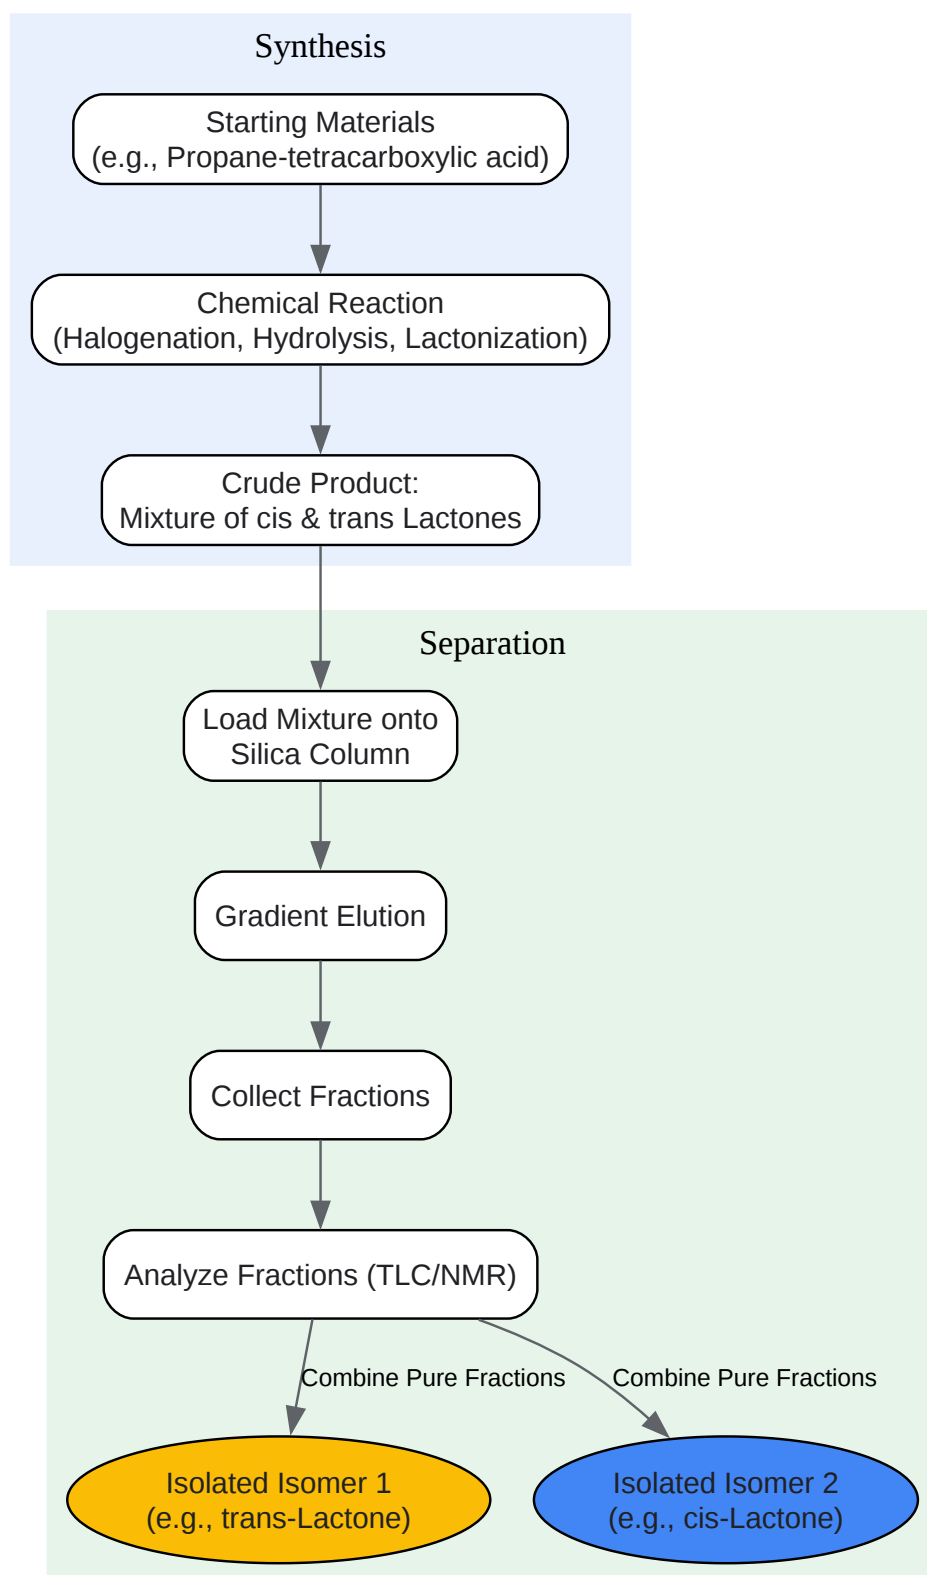 Synthesis
Starting Materials
(e.g., Propane-tetracarboxylic acid)
Chemical Reaction
(Halogenation, Hydrolysis, Lactonization)
Crude Product:
Mixture of cis & trans Lactones
Separation
Load Mixture onto
Silica Column
Gradient Elution
Collect Fractions
Analyze Fractions (TLC/NMR)
Combine Pure Fractions
Combine Pure Fractions
Isolated Isomer 1
(e.g., trans-Lactone)
Isolated Isomer 2
(e.g., cis-Lactone)